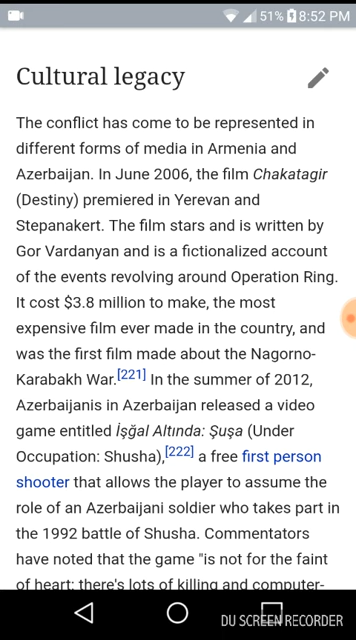 51% 8:52 PM
Cultural legacy
The conflict has come to be represented in
different forms of media in Armenia and
Azerbaijan. In June 2006, the film Chakatagir
(Destiny) premiered in Yerevan and
Stepanakert. The film stars and is written by
Gor Vardanyan and is a fictionalized account
of the events revolving around Operation Ring.
It cost $3.8 million to make, the most
expensive film ever made in the country, and
was the first film made about the Nagorno-
Karabakh War.[221] In the summer of 2012,
Azerbaijanis in Azerbaijan released a video
game entitled İşğal Altında: Şuşa (Under
Occupation: Shusha),[222] a free first person
shooter that allows the player to assume the
role of an Azerbaijani soldier who takes part in
the 1992 battle of Shusha. Commentators
have noted that the game "is not for the faint
of heart: there's lots of killing and computer-
DU SCREEN RECORDER